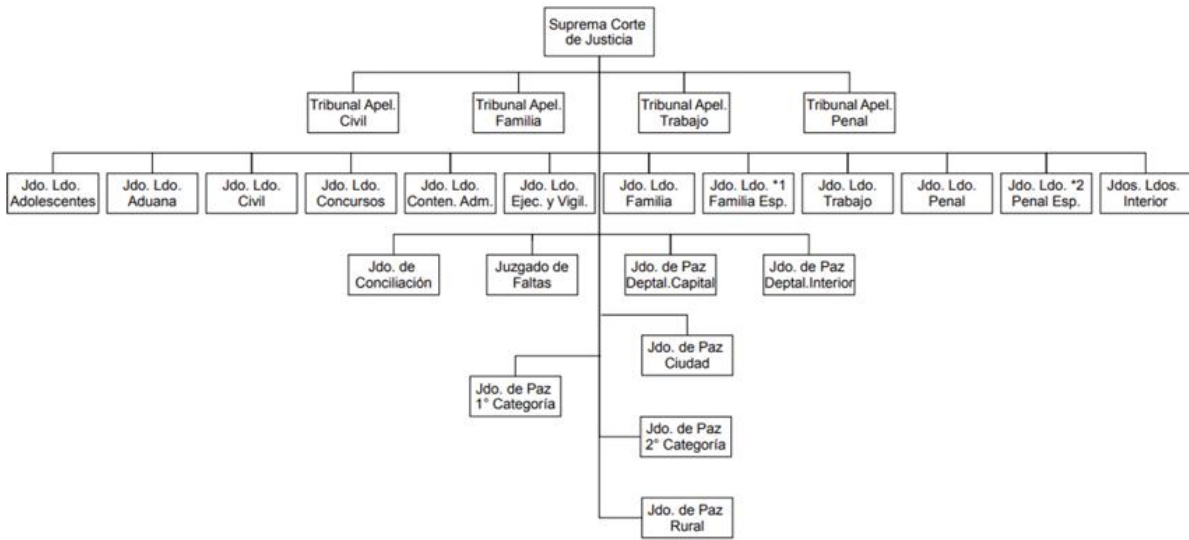 Suprema Corte
de Justicia
Tribunal Apel.
Civil
Tribunal Apel.
Familia
Tribunal Apel.
Trabajo
Tribunal Apel.
Penal
Jdo. Ldo.
Adolescentes
Jdo. Ldo.
Aduana
Jdo. Ldo.
Civil
Jdo. Ldo.
Concursos
Jdo. Ldo.
Conten. Adm.
Jdo. Ldo.
Ejec. y Vigil.
Jdo. Ldo.
Familia
Jdo. Ldo. *1
Familia Esp.
Jdo. Ldo.
Trabajo
Jdo. Ldo.
Penal
Jdo. Ldo. *2
Penal Esp.
Jdos. Ldos.
Interior
Jdo. de
Conciliación
Juzgado de
Faltas
Jdo. de Paz
Deptal.Capital
Jdo. de Paz
Deptal.Interior
Jdo. de Paz
Ciudad
Jdo. de Paz
1° Categoría
Jdo. de Paz
2° Categoría
Jdo. de Paz
Rural